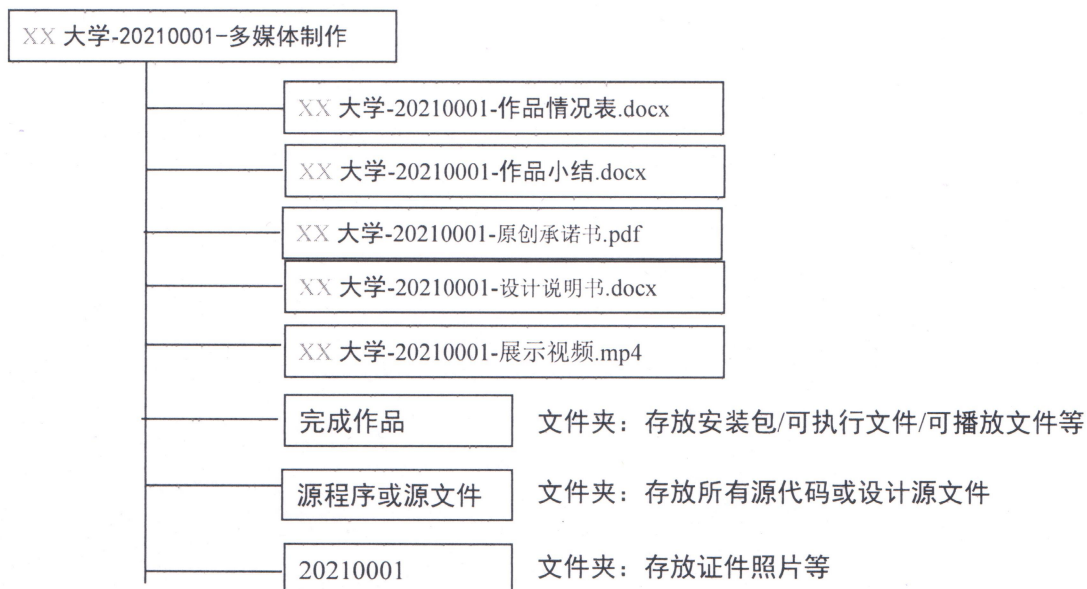 XX 大学-20210001-多媒体制作
XX 大学-20210001-作品情况表.docx
XX 大学-20210001-作品小结.docx
XX 大学-20210001-原创承诺书.pdf
XX 大学-20210001-设计说明书.docx
XX 大学-20210001-展示视频.mp4
完成作品 文件夹：存放安装包/可执行文件/可播放文件等
源程序或源文件 文件夹：存放所有源代码或设计源文件
20210001 文件夹：存放证件照片等